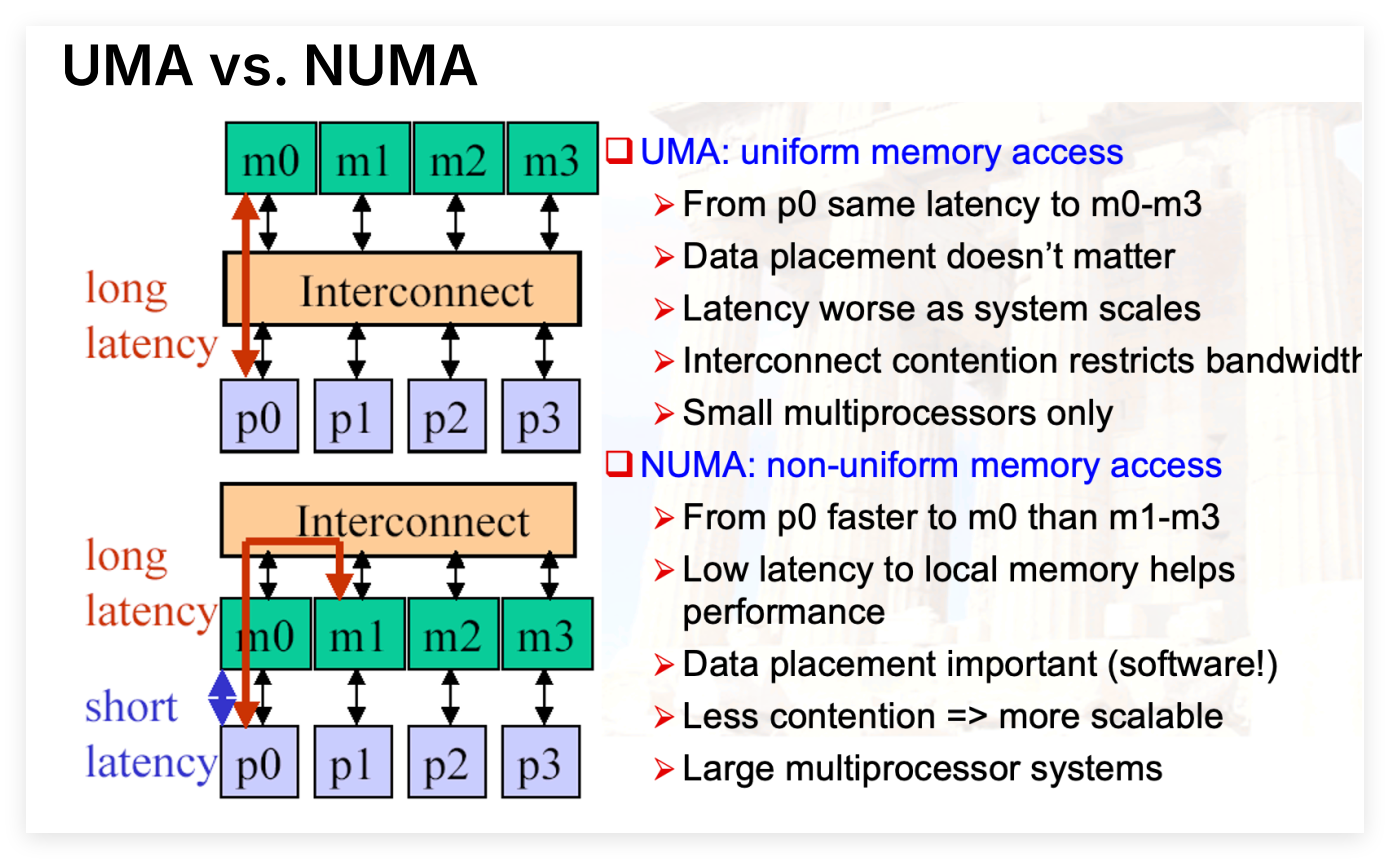 UMA vs. NUMA
m0 m1 m2 m3
Interconnect
long
latency
p0 p1 p2 p3
Interconnect
long
latency
m0 m1 m2 m3
short
latency
p0 p1 p2 p3
UMA: uniform memory access
From p0 same latency to m0-m3
Data placement doesn’t matter
Latency worse as system scales
Interconnect contention restricts bandwidth
Small multiprocessors only
NUMA: non-uniform memory access
From p0 faster to m0 than m1-m3
Low latency to local memory helps
performance
Data placement important (software!)
Less contention => more scalable
Large multiprocessor systems